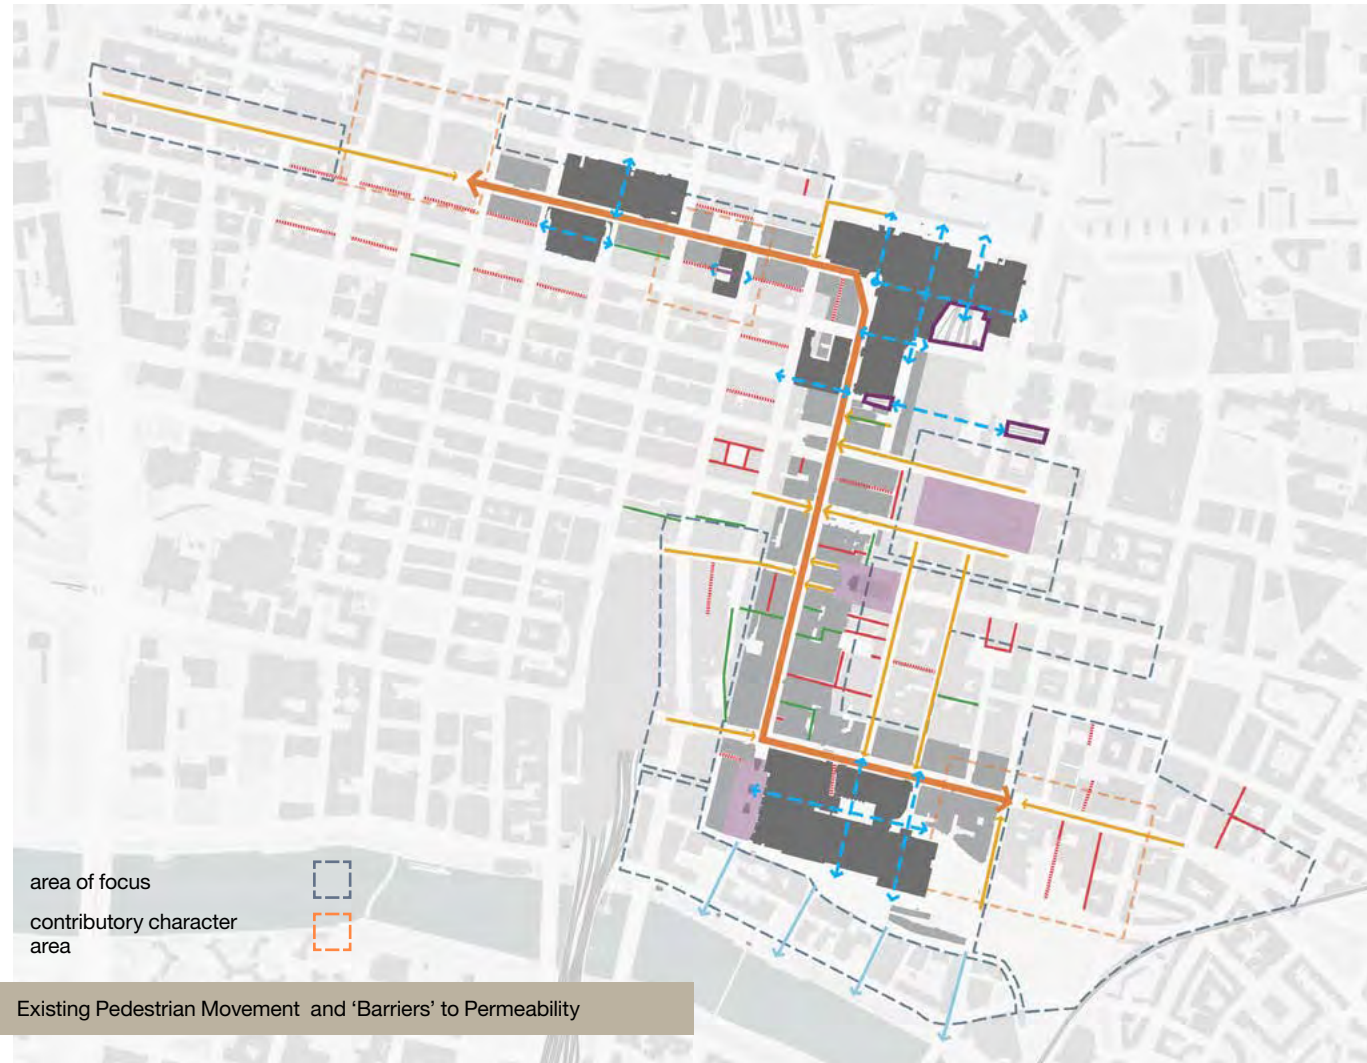 area of focus
contributory character
area
Existing Pedestrian Movement and ‘Barriers’ to Permeability